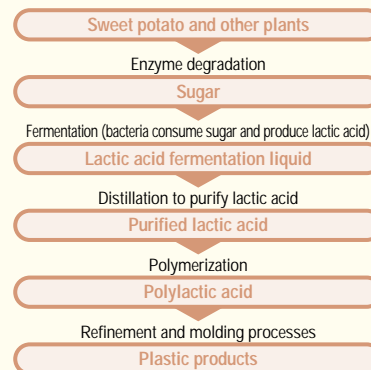 Sweet potato and other plants
Enzyme degradation
Sugar
Fermentation (bacteria consume sugar and produce lactic acid)
Lactic acid fermentation liquid
Distillation to purify lactic acid
Purified lactic acid
Polymerization
Polylactic acid
Refinement and molding processes
Plastic products